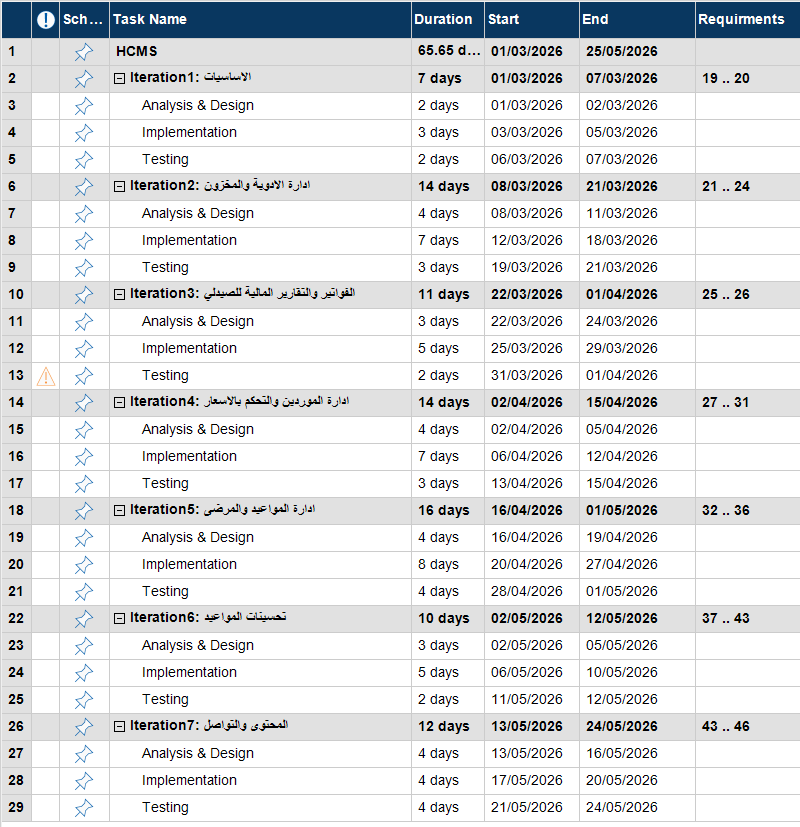 Sch... Task Name Duration Start End Requirments
1 HCMS 65.65 d... 01/03/2026 25/05/2026
2 Iteration1: الاساسيات 7 days 01/03/2026 07/03/2026 19 .. 20
3 Analysis & Design 2 days 01/03/2026 02/03/2026
4 Implementation 3 days 03/03/2026 05/03/2026
5 Testing 2 days 06/03/2026 07/03/2026
6 Iteration2: ادارة الادوية والمخزون 14 days 08/03/2026 21/03/2026 21 .. 24
7 Analysis & Design 4 days 08/03/2026 11/03/2026
8 Implementation 7 days 12/03/2026 18/03/2026
9 Testing 3 days 19/03/2026 21/03/2026
10 Iteration3: الفواتير والتقارير المالية للصيدلي 11 days 22/03/2026 01/04/2026 25 .. 26
11 Analysis & Design 3 days 22/03/2026 24/03/2026
12 Implementation 5 days 25/03/2026 29/03/2026
13 Testing 2 days 31/03/2026 01/04/2026
14 Iteration4: ادارة الموردين والتحكم بالاسعار 14 days 02/04/2026 15/04/2026 27 .. 31
15 Analysis & Design 4 days 02/04/2026 05/04/2026
16 Implementation 7 days 06/04/2026 12/04/2026
17 Testing 3 days 13/04/2026 15/04/2026
18 Iteration5: ادارة المواعيد والمرضى 16 days 16/04/2026 01/05/2026 32 .. 36
19 Analysis & Design 4 days 16/04/2026 19/04/2026
20 Implementation 8 days 20/04/2026 27/04/2026
21 Testing 4 days 28/04/2026 01/05/2026
22 Iteration6: تحسينات المواعيد 10 days 02/05/2026 12/05/2026 37 .. 43
23 Analysis & Design 3 days 02/05/2026 05/05/2026
24 Implementation 5 days 06/05/2026 10/05/2026
25 Testing 2 days 11/05/2026 12/05/2026
26 Iteration7: المحتوى والتواصل 12 days 13/05/2026 24/05/2026 43 .. 46
27 Analysis & Design 4 days 13/05/2026 16/05/2026
28 Implementation 4 days 17/05/2026 20/05/2026
29 Testing 4 days 21/05/2026 24/05/2026